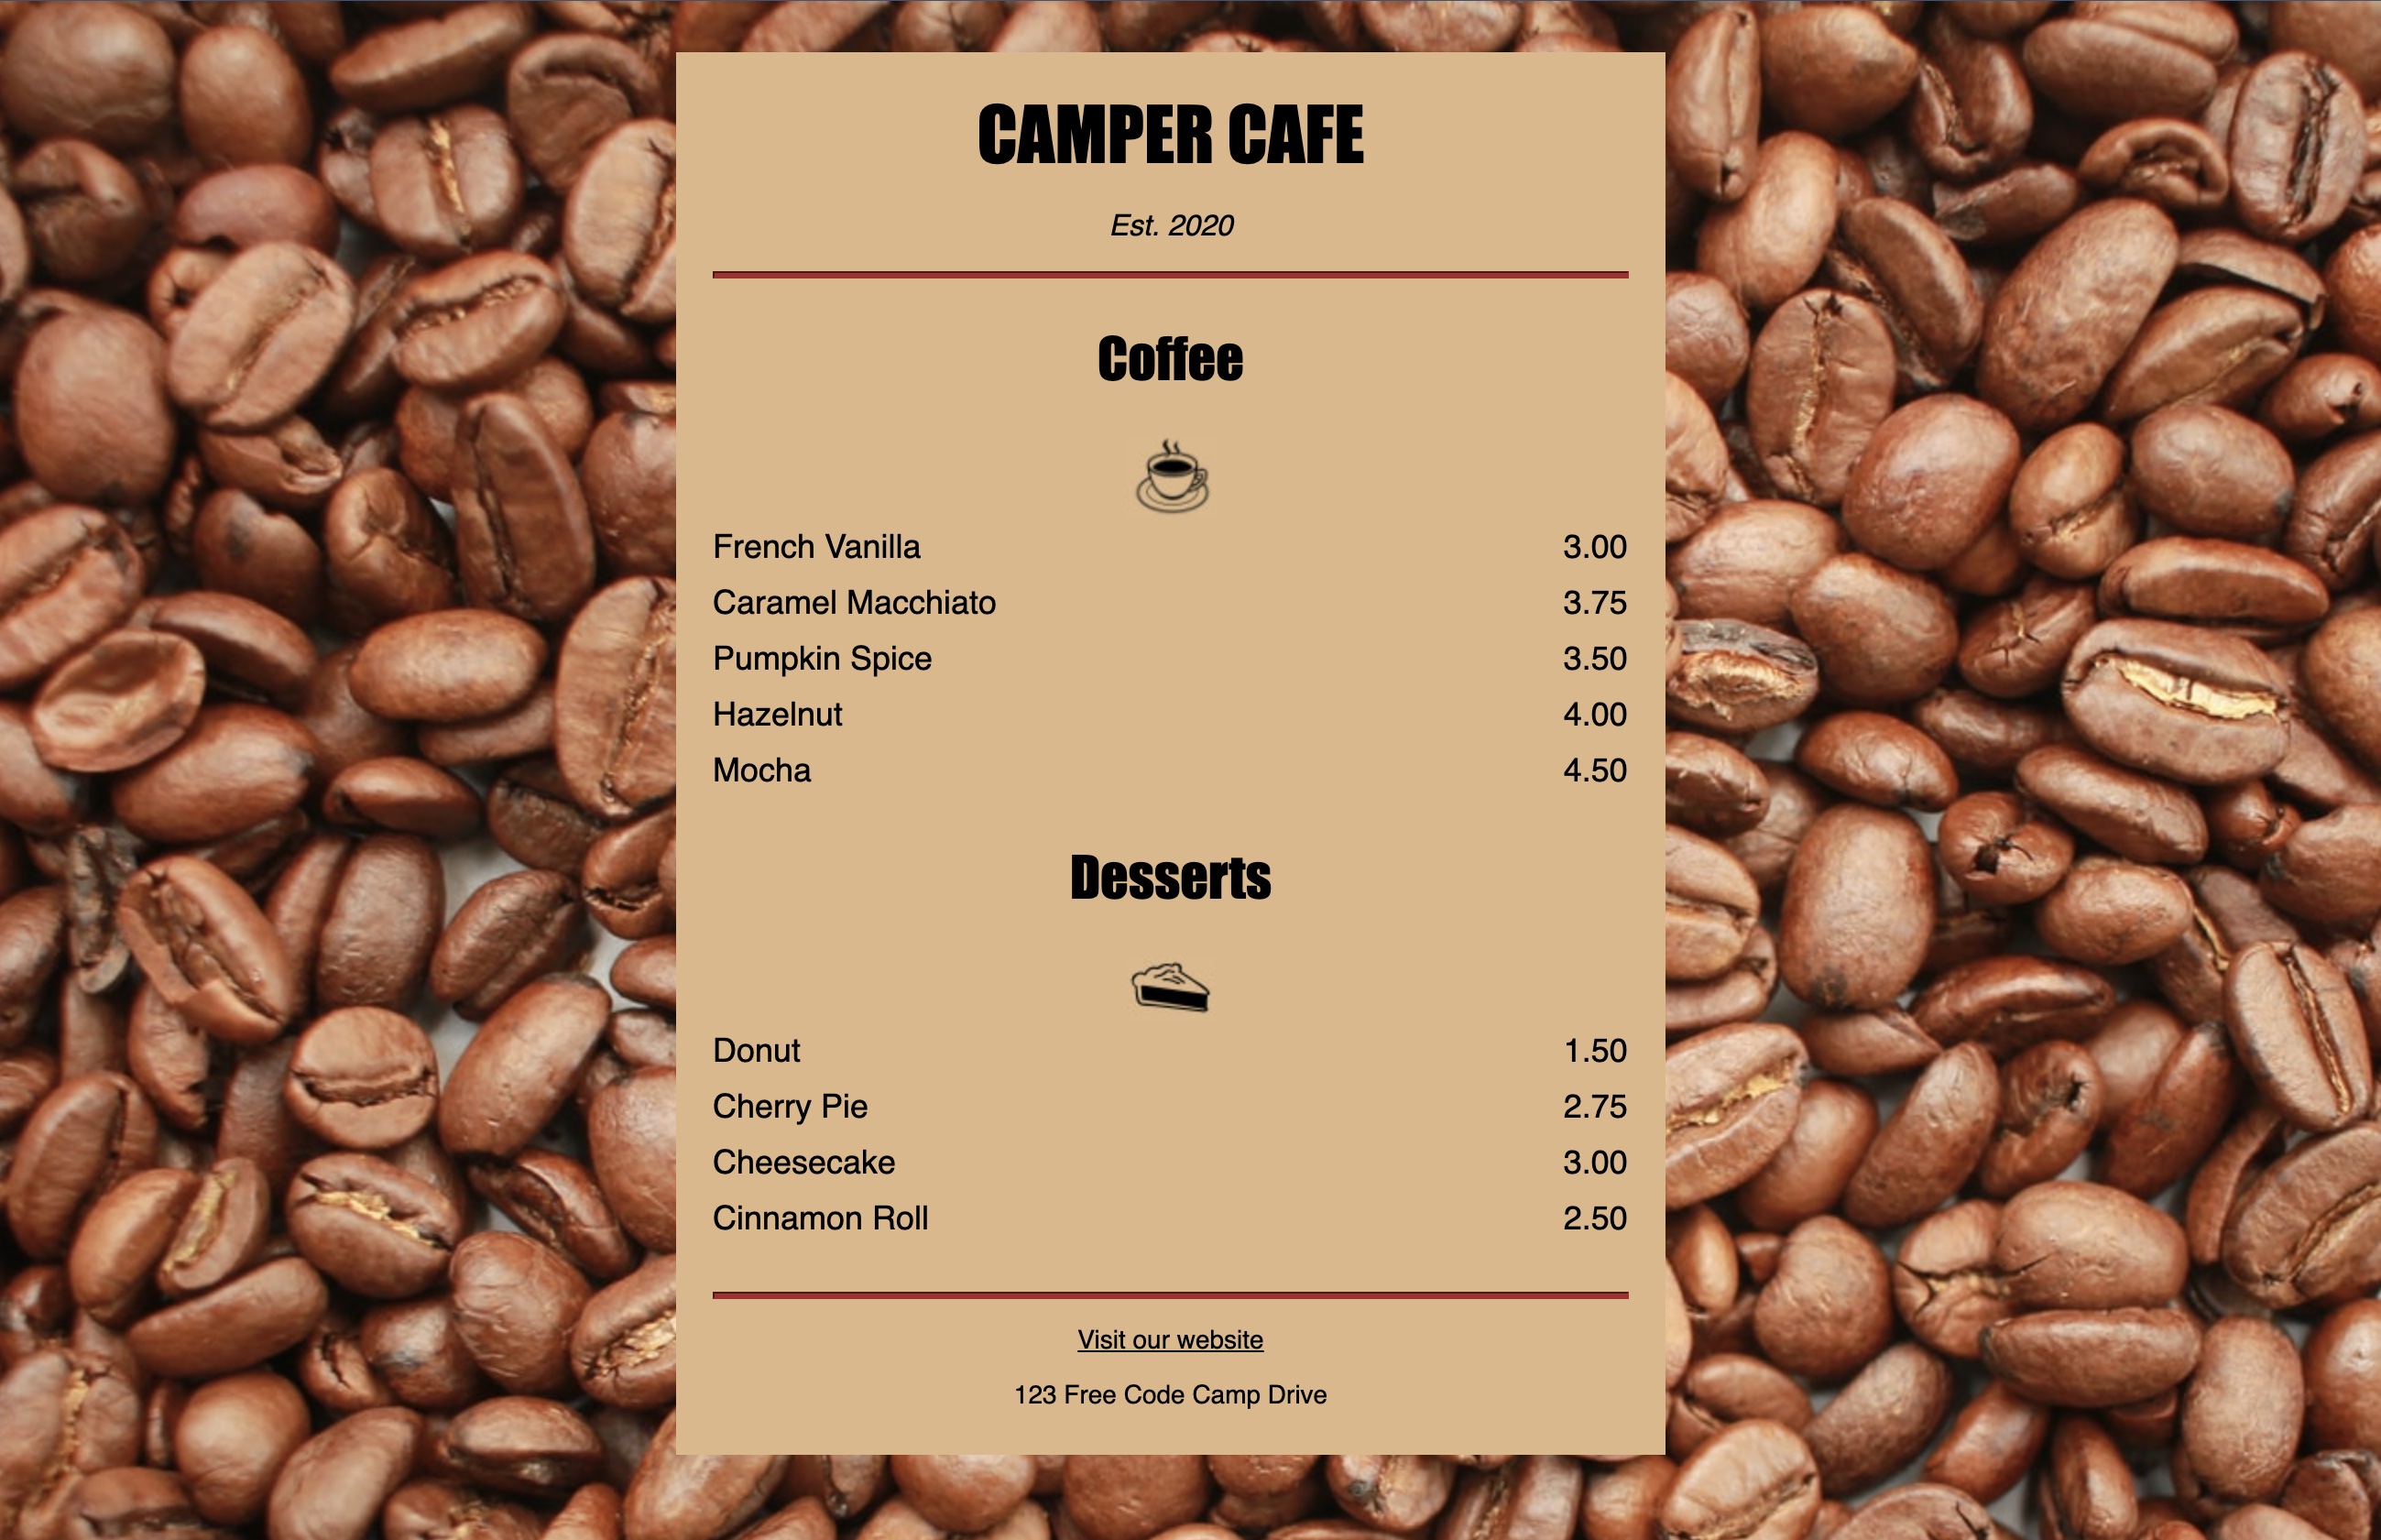 CAMPER CAFE
Est. 2020
Coffee
French Vanilla 3.00
Caramel Macchiato 3.75
Pumpkin Spice 3.50
Hazelnut 4.00
Mocha 4.50
Desserts
Donut 1.50
Cherry Pie 2.75
Cheesecake 3.00
Cinnamon Roll 2.50
Visit our website
123 Free Code Camp Drive